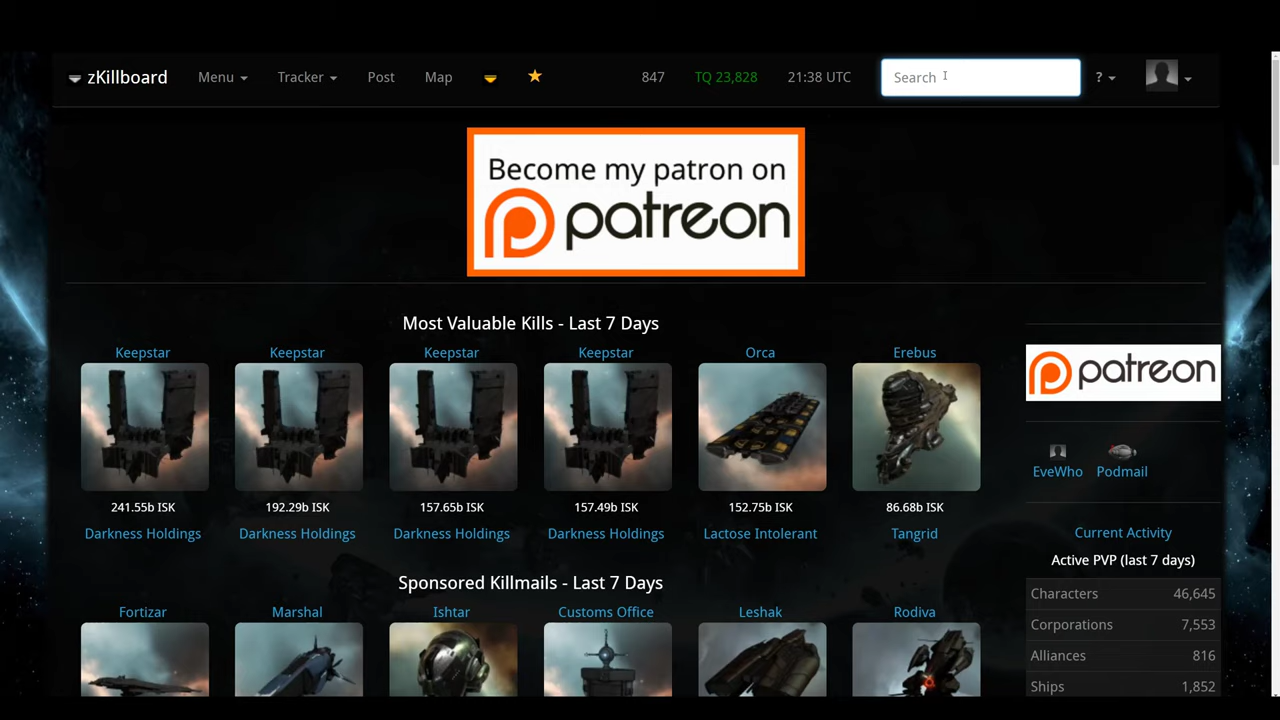 zKillboard Menu Tracker Post Map 847 TQ 23,828 21:38 UTC Search ?
Become my patron on
patreon
Most Valuable Kills - Last 7 Days
Keepstar Keepstar Keepstar Keepstar Orca Erebus
241.55b ISK 192.29b ISK 157.65b ISK 157.49b ISK 152.75b ISK 86.68b ISK
Darkness Holdings Darkness Holdings Darkness Holdings Darkness Holdings Lactose Intolerant Tangrid
Sponsored Killmails - Last 7 Days
Fortizar Marshal Ishtar Customs Office Leshak Rodiva
patreon
EveWho Podmail
Current Activity
Active PVP (last 7 days)
Characters 46,645
Corporations 7,553
Alliances 816
Ships 1,852